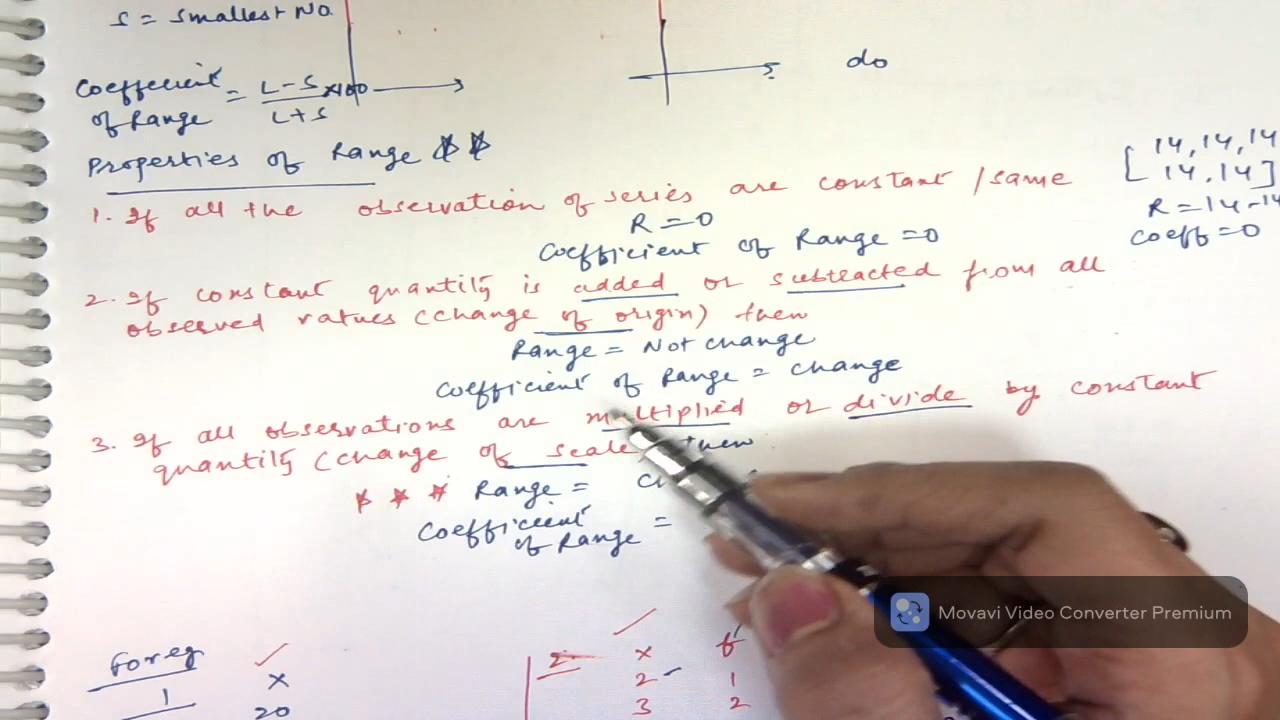 S = Smallest No.
do
Coefficient of Range = L-S/L+S ×100
Properties of Range
1. If all the observation of series are constant / same
[14, 14, 14
14, 14]
R = 0
R = 14-14
Coefficient of Range = 0
Coeff = 0
2. If constant quantity is added or subtracted from all
observed values (change of origin) then
Range = Not change
Coefficient of Range = change
3. If all observations are multiplied or divide by constant
quantity (change of scale then
Range =
Coefficient
of Range =
Movavi Video Converter Premium
For eg
2
x f
1 x
2 1
20
3 2